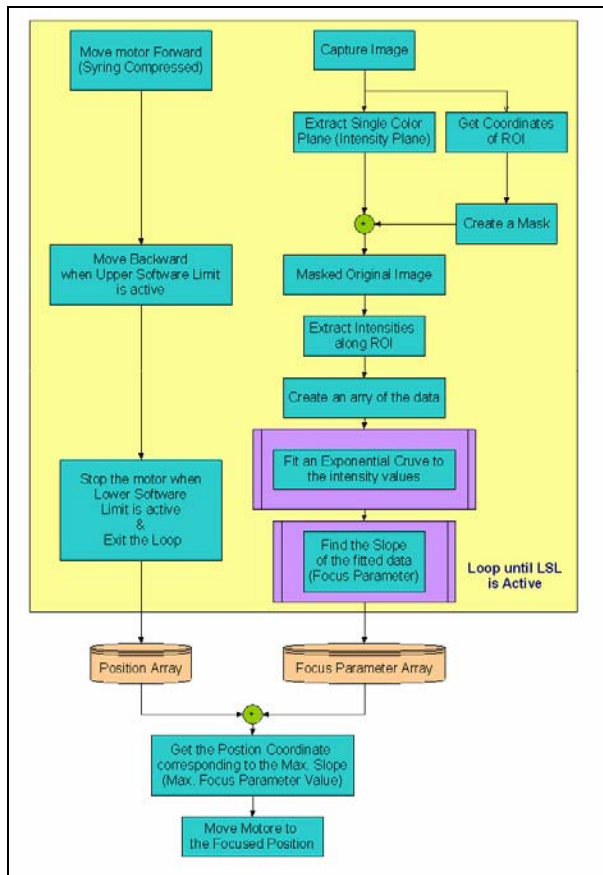 Move motor Forward
(Syring Compressed)
Capture Image
Extract Single Color
Plane (Intensity Plane)
Get Coordinates
of ROI
+
Create a Mask
Move Backward
when Upper Software Limit
is active
Masked Original Image
Extract Intensities
along ROI
Create an arry of the data
Fit an Exponential Cruve to
the intensity values
Stop the motor when
Lower Software
Limit is active
&
Exit the Loop
Find the Slope
of the fitted data
(Focus Parameter)
Loop until LSL
is Active
Position Array
Focus Parameter Array
+
Get the Postion Coordinate
corresponding to the Max. Slope
(Max. Focus Parameter Value)
Move Motore to
the Focused Position